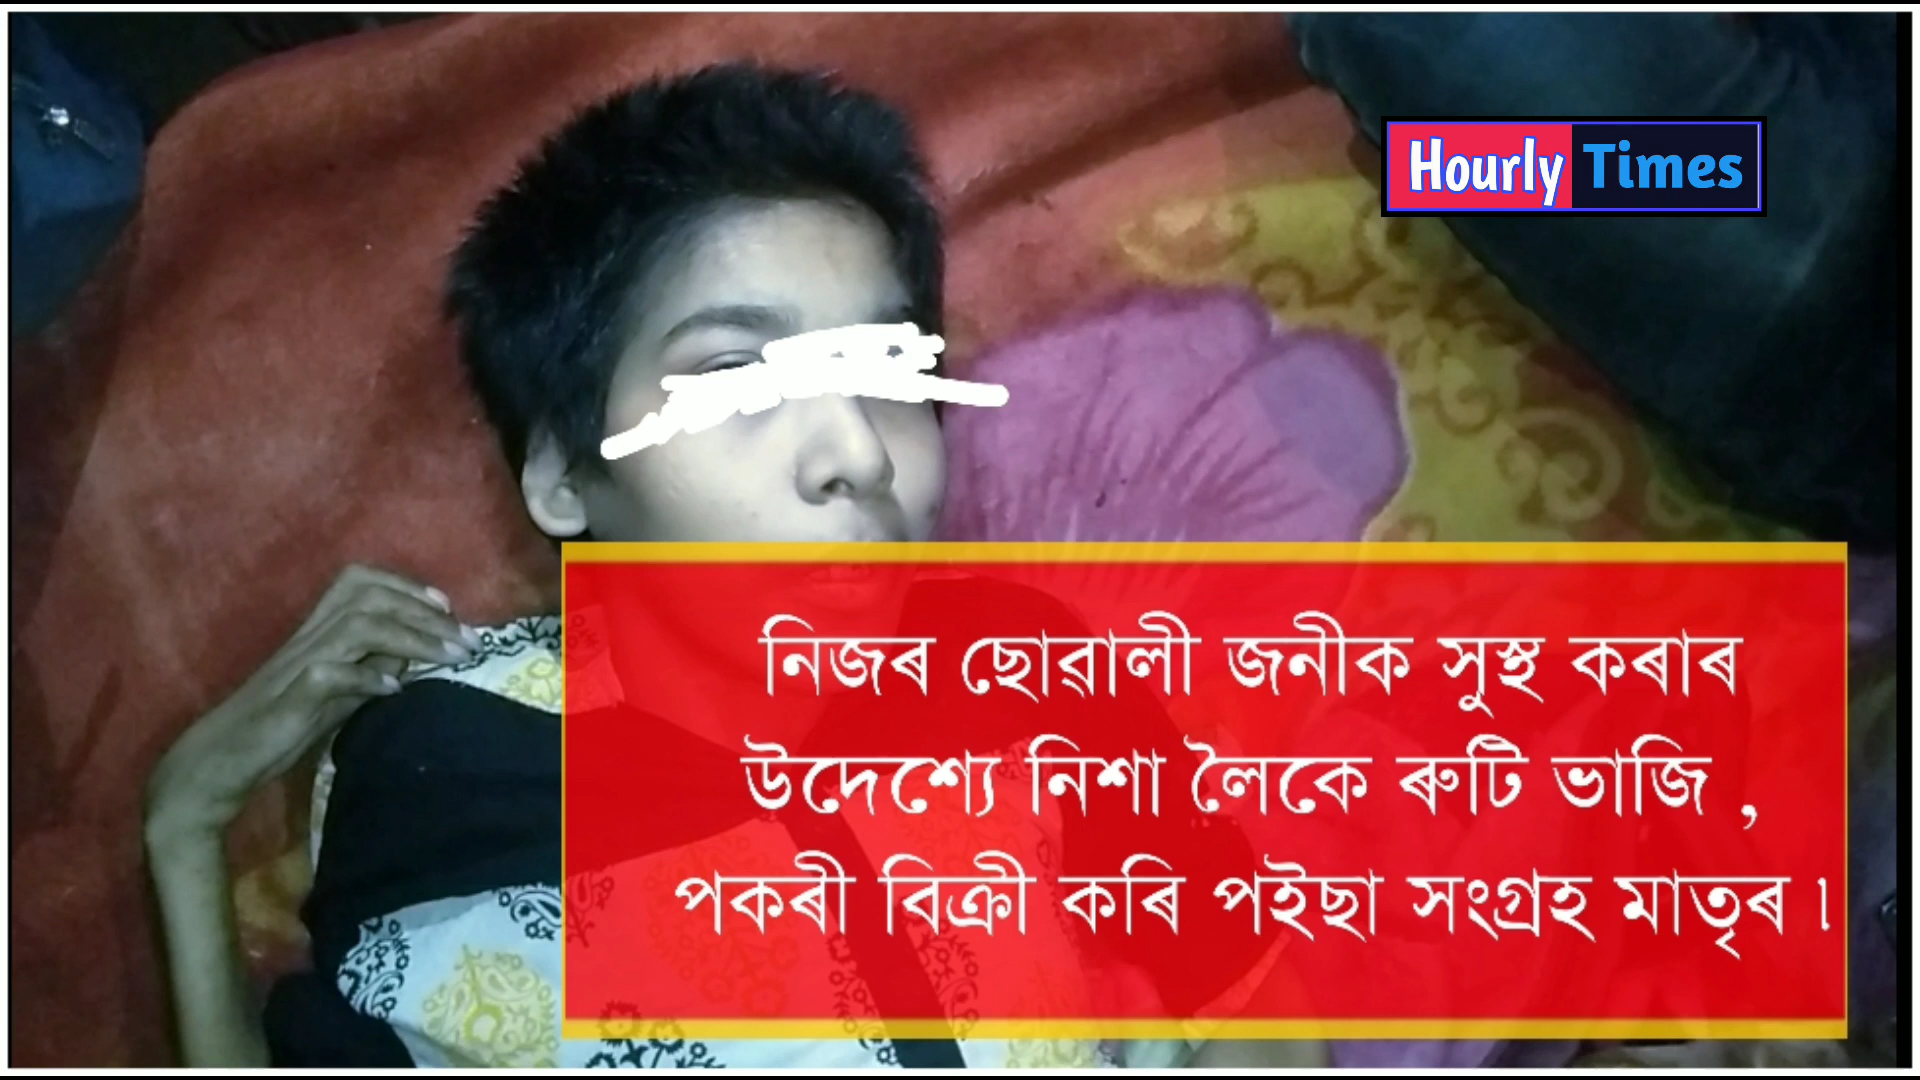 Hourly Times
নিজৰ ছোৱালী জনীক সুস্থ কৰাৰ
উদেশ্যে নিশা লৈকে ৰুটি ভাজি ,
পকৰী বিক্ৰী কৰি পইছা সংগ্ৰহ মাতৃৰ ৷